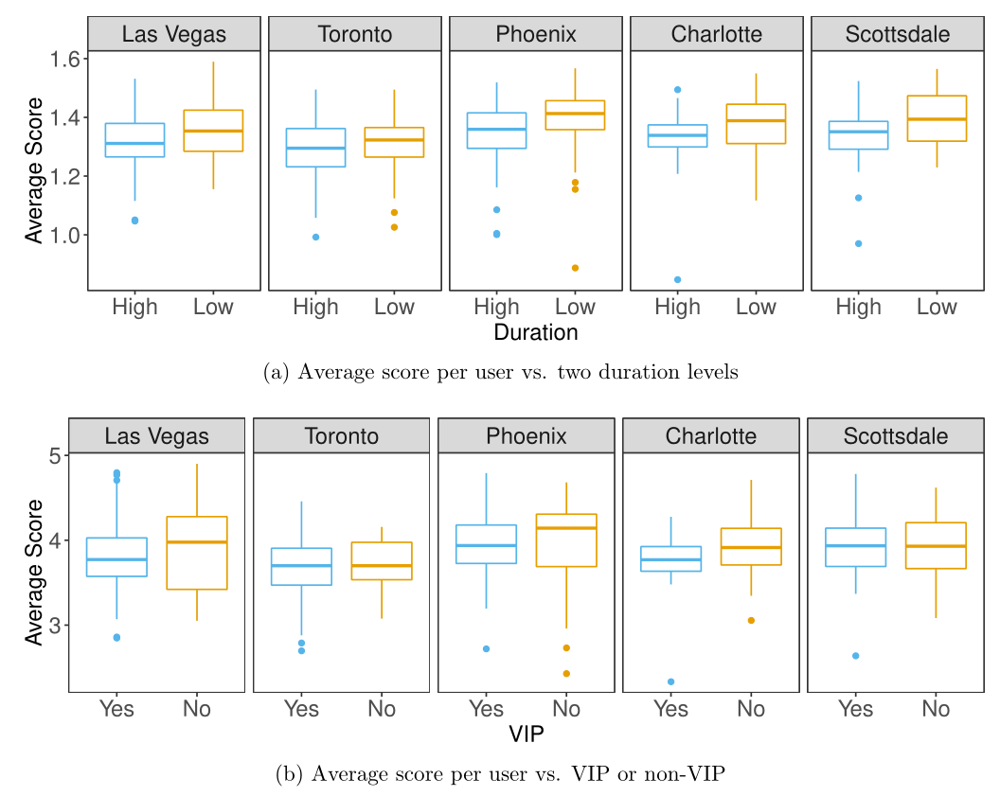 Las Vegas Toronto Phoenix Charlotte Scottsdale
Average Score
1.6
1.4
1.2
1.0
High Low High Low High Low High Low High Low
Duration
(a) Average score per user vs. two duration levels
Las Vegas Toronto Phoenix Charlotte Scottsdale
Average Score
5
4
3
Yes No Yes No Yes No Yes No Yes No
VIP
(b) Average score per user vs. VIP or non-VIP